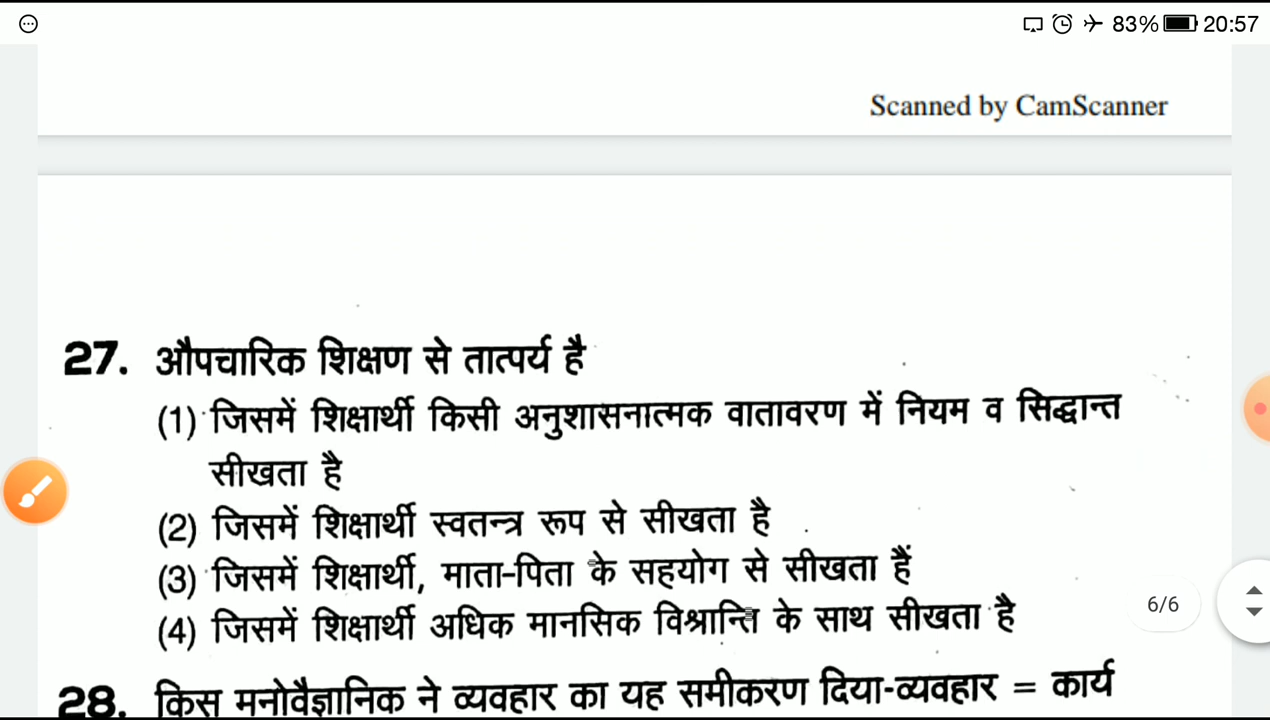 83% 20:57
Scanned by CamScanner
27. औपचारिक शिक्षण से तात्पर्य है
(1) जिसमें शिक्षार्थी किसी अनुशासनात्मक वातावरण में नियम व सिद्धान्त
सीखता है
(2) जिसमें शिक्षार्थी स्वतन्त्र रूप से सीखता है
(3) जिसमें शिक्षार्थी, माता-पिता के सहयोग से सीखता हैं
(4) जिसमें शिक्षार्थी अधिक मानसिक विश्रान्ति के साथ सीखता है
6/6
28. किस मनोवैज्ञानिक ने व्यवहार का यह समीकरण दिया-व्यवहार = कार्य